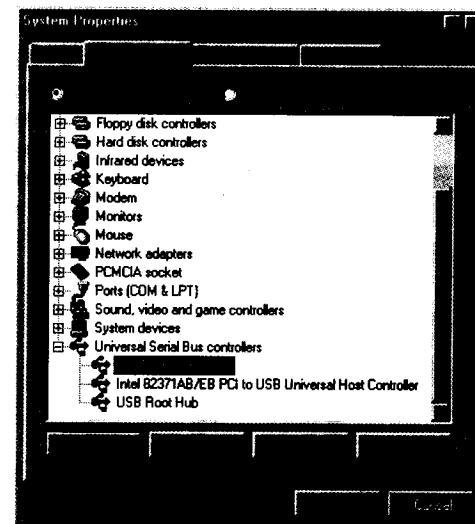 System Properties
Floppy disk controllers
Hard disk controllers
Infrared devices
Keyboard
Modem
Monitors
Mouse
Network adapters
PCMCIA socket
Ports (COM & LPT)
Sound, video and game controllers
System devices
Universal Serial Bus controllers
Intel 82371AB/EB PCI to USB Universal Host Controller
USB Root Hub
Cancel